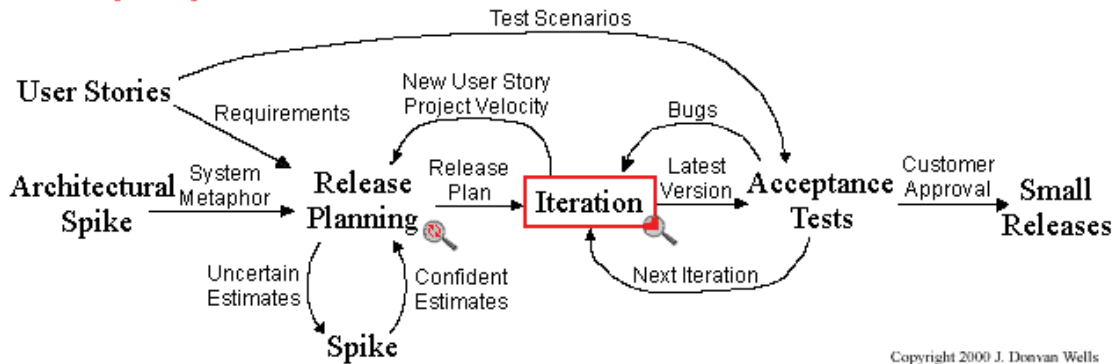 Test Scenarios
User Stories
New User Story
Project Velocity
Bugs
Requirements
Architectural
Spike
System
Metaphor
Release
Planning
Release
Plan
Iteration
Latest
Version
Acceptance
Tests
Customer
Approval
Small
Releases
Uncertain
Estimates
Confident
Estimates
Next Iteration
Spike
Copyright 2000 J. Donvan Wells